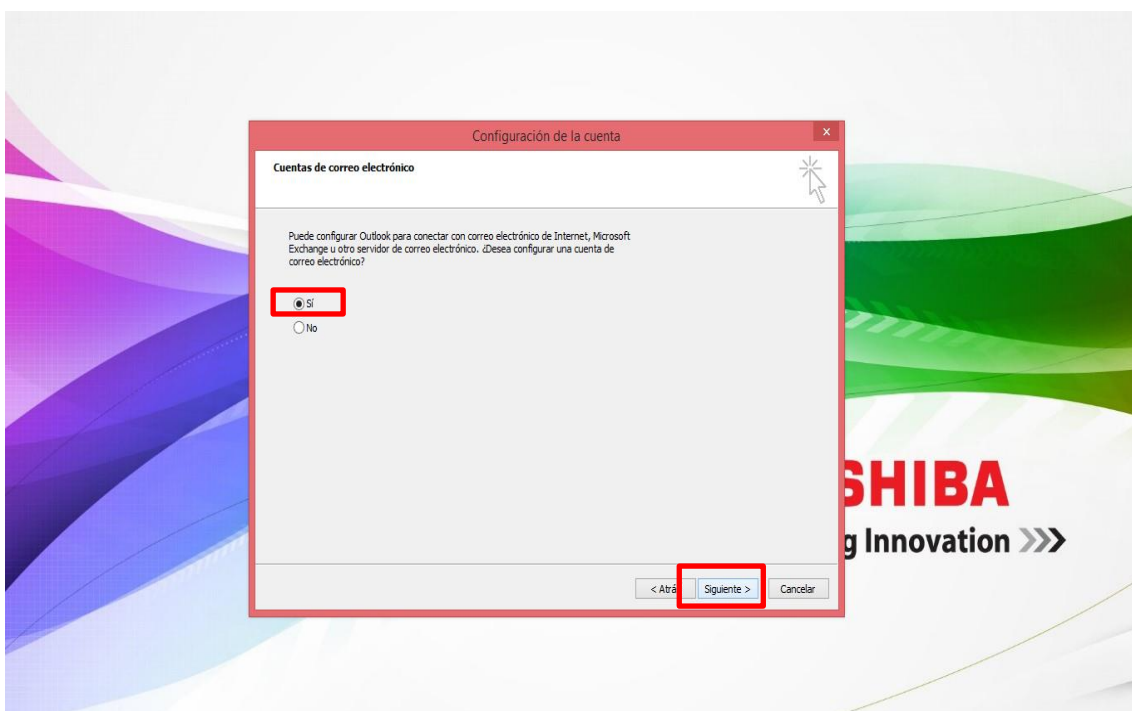 Configuración de la cuenta
x
Cuentas de correo electrónico
Puede configurar Outlook para conectar con correo electrónico de Internet, Microsoft
Exchange u otro servidor de correo electrónico. ¿Desea configurar una cuenta de
correo electrónico?
Sí
No
SHIBA
g Innovation >>>
< Atrá
Siguiente >
Cancelar